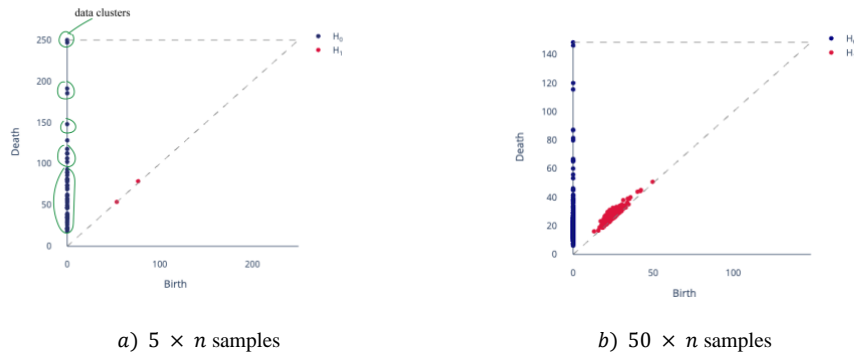 data clusters
250
200
150
100
50
0
Death
0
100
200
Birth
H₀
H₁
140
120
100
80
60
40
20
0
Death
0
50
100
Birth
H
H
a) 5 × n samples
b) 50 × n samples